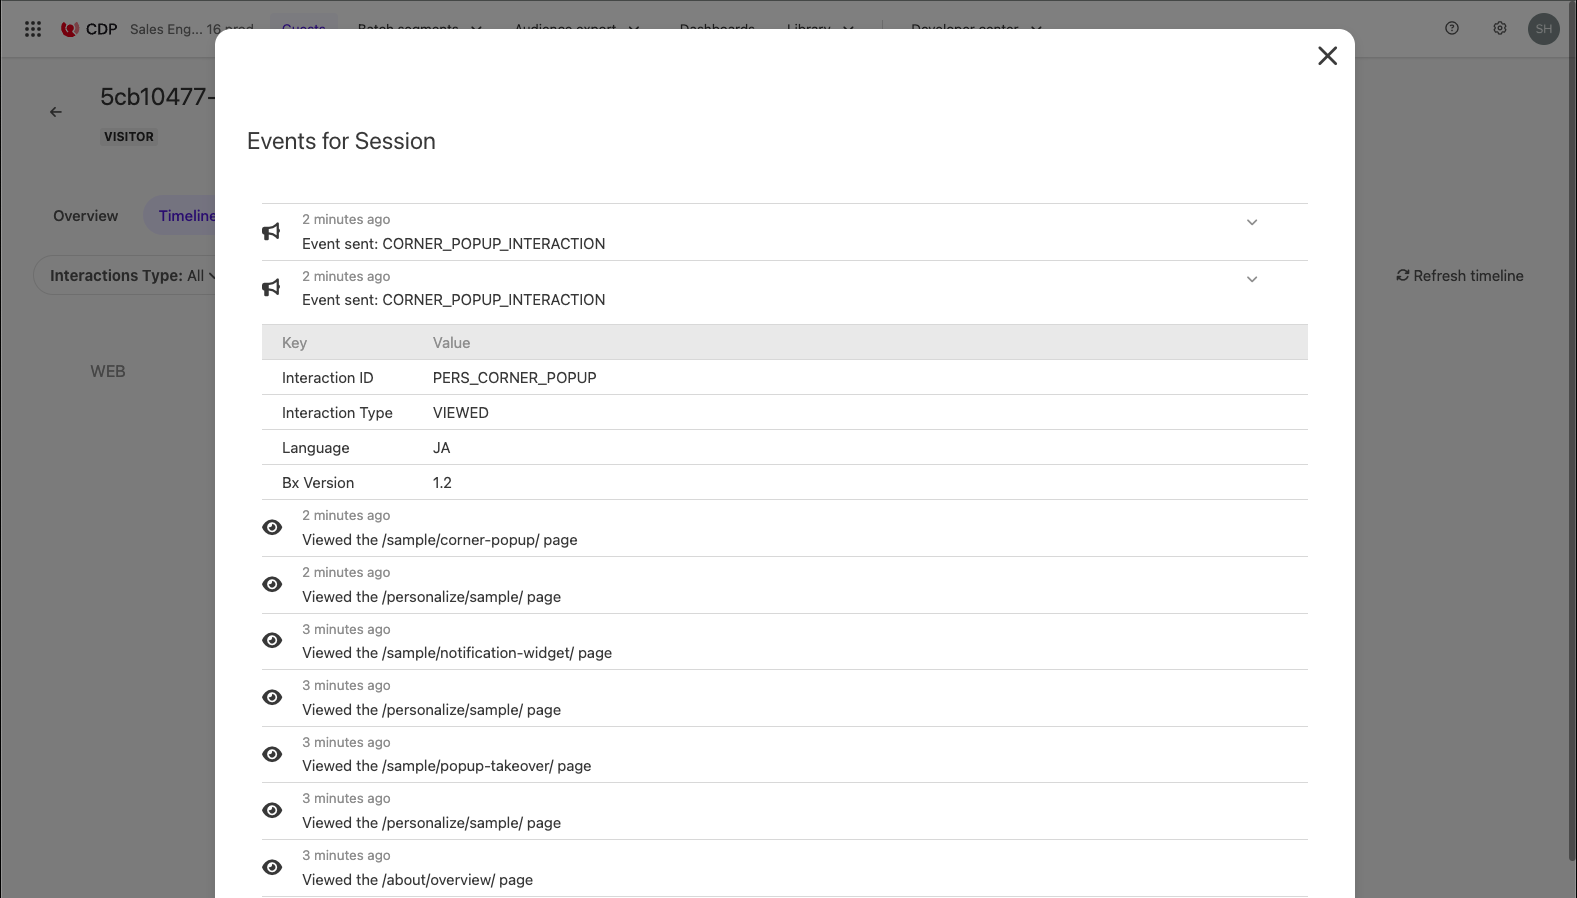 CDP Sales Eng... 16 prod Guests Batch segments Audience export Dashboards Library Developer center SH
5cb10477-
VISITOR
Overview Timeline
Interactions Type: All
Refresh timeline
WEB
Events for Session
2 minutes ago
Event sent: CORNER_POPUP_INTERACTION
2 minutes ago
Event sent: CORNER_POPUP_INTERACTION
Key Value
Interaction ID PERS_CORNER_POPUP
Interaction Type VIEWED
Language JA
Bx Version 1.2
2 minutes ago
Viewed the /sample/corner-popup/ page
2 minutes ago
Viewed the /personalize/sample/ page
3 minutes ago
Viewed the /sample/notification-widget/ page
3 minutes ago
Viewed the /personalize/sample/ page
3 minutes ago
Viewed the /sample/popup-takeover/ page
3 minutes ago
Viewed the /personalize/sample/ page
3 minutes ago
Viewed the /about/overview/ page